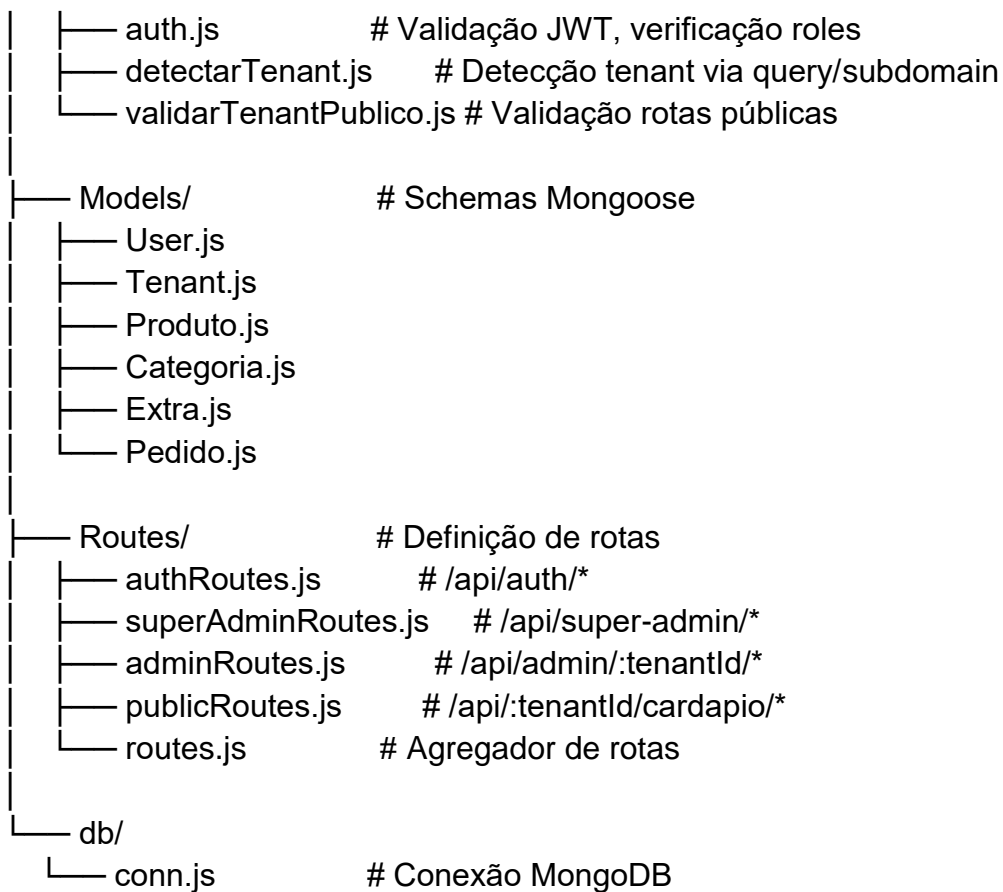 │   ├── auth.js # Validação JWT, verificação roles
│   ├── detectarTenant.js # Detecção tenant via query/subdomain
│   └── validarTenantPublico.js # Validação rotas públicas
│
├── Models/ # Schemas Mongoose
│   ├── User.js
│   ├── Tenant.js
│   ├── Produto.js
│   ├── Categoria.js
│   ├── Extra.js
│   └── Pedido.js
│
├── Routes/ # Definição de rotas
│   ├── authRoutes.js # /api/auth/*
│   ├── superAdminRoutes.js # /api/super-admin/*
│   ├── adminRoutes.js # /api/admin/:tenantId/*
│   ├── publicRoutes.js # /api/:tenantId/cardapio/*
│   └── routes.js # Agregador de rotas
│
└── db/
    └── conn.js # Conexão MongoDB